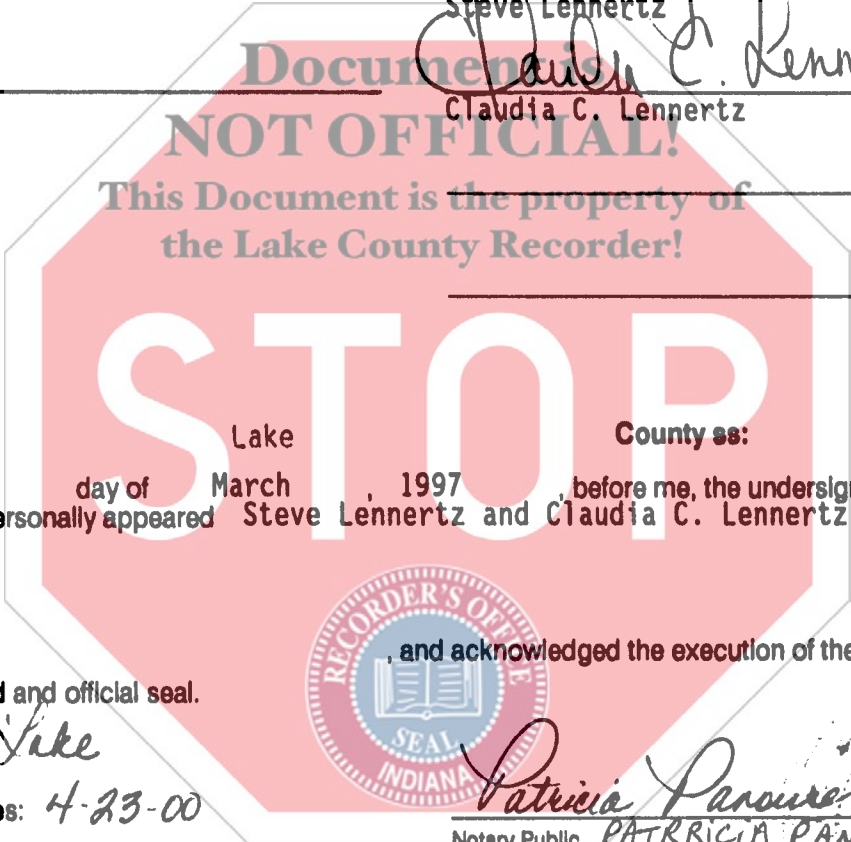 Steve Lennertz
Document is
Claudia C. Lenn
Claudia C. Lennertz
NOT OFFICIAL!
This Document is the property of
the Lake County Recorder!
STOP
Lake County ss:
day of March , 1997 , before me, the undersig
ersonally appeared Steve Lennertz and Claudia C. Lennertz
RECORDER'S OFFICE
, and acknowledged the execution of the
d and official seal.
Lake
SEAL
INDIANA
s: 4-23-00
Patricia
Notary Public PATRRICIA PAN